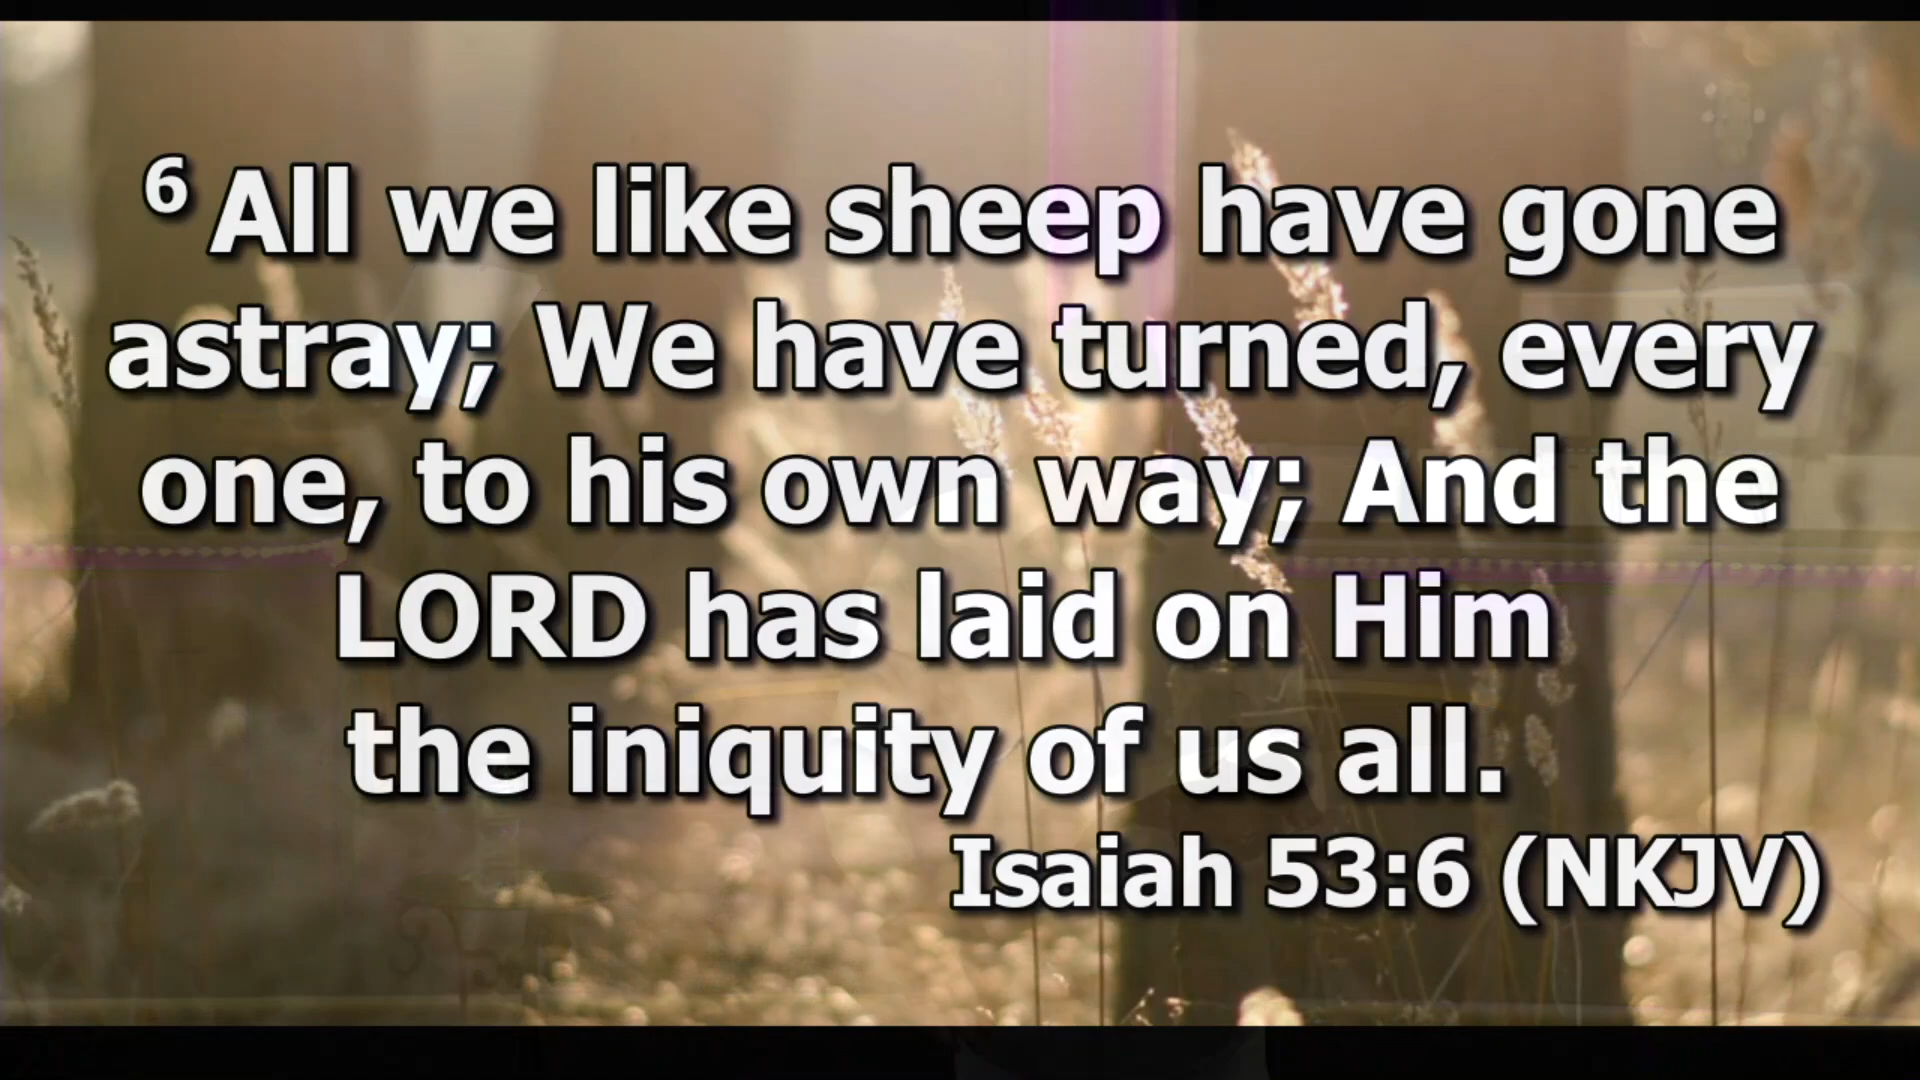 6 All we like sheep have gone
astray; We have turned, every
one, to his own way; And the
LORD has laid on Him
the iniquity of us all.
Isaiah 53:6 (NKJV)